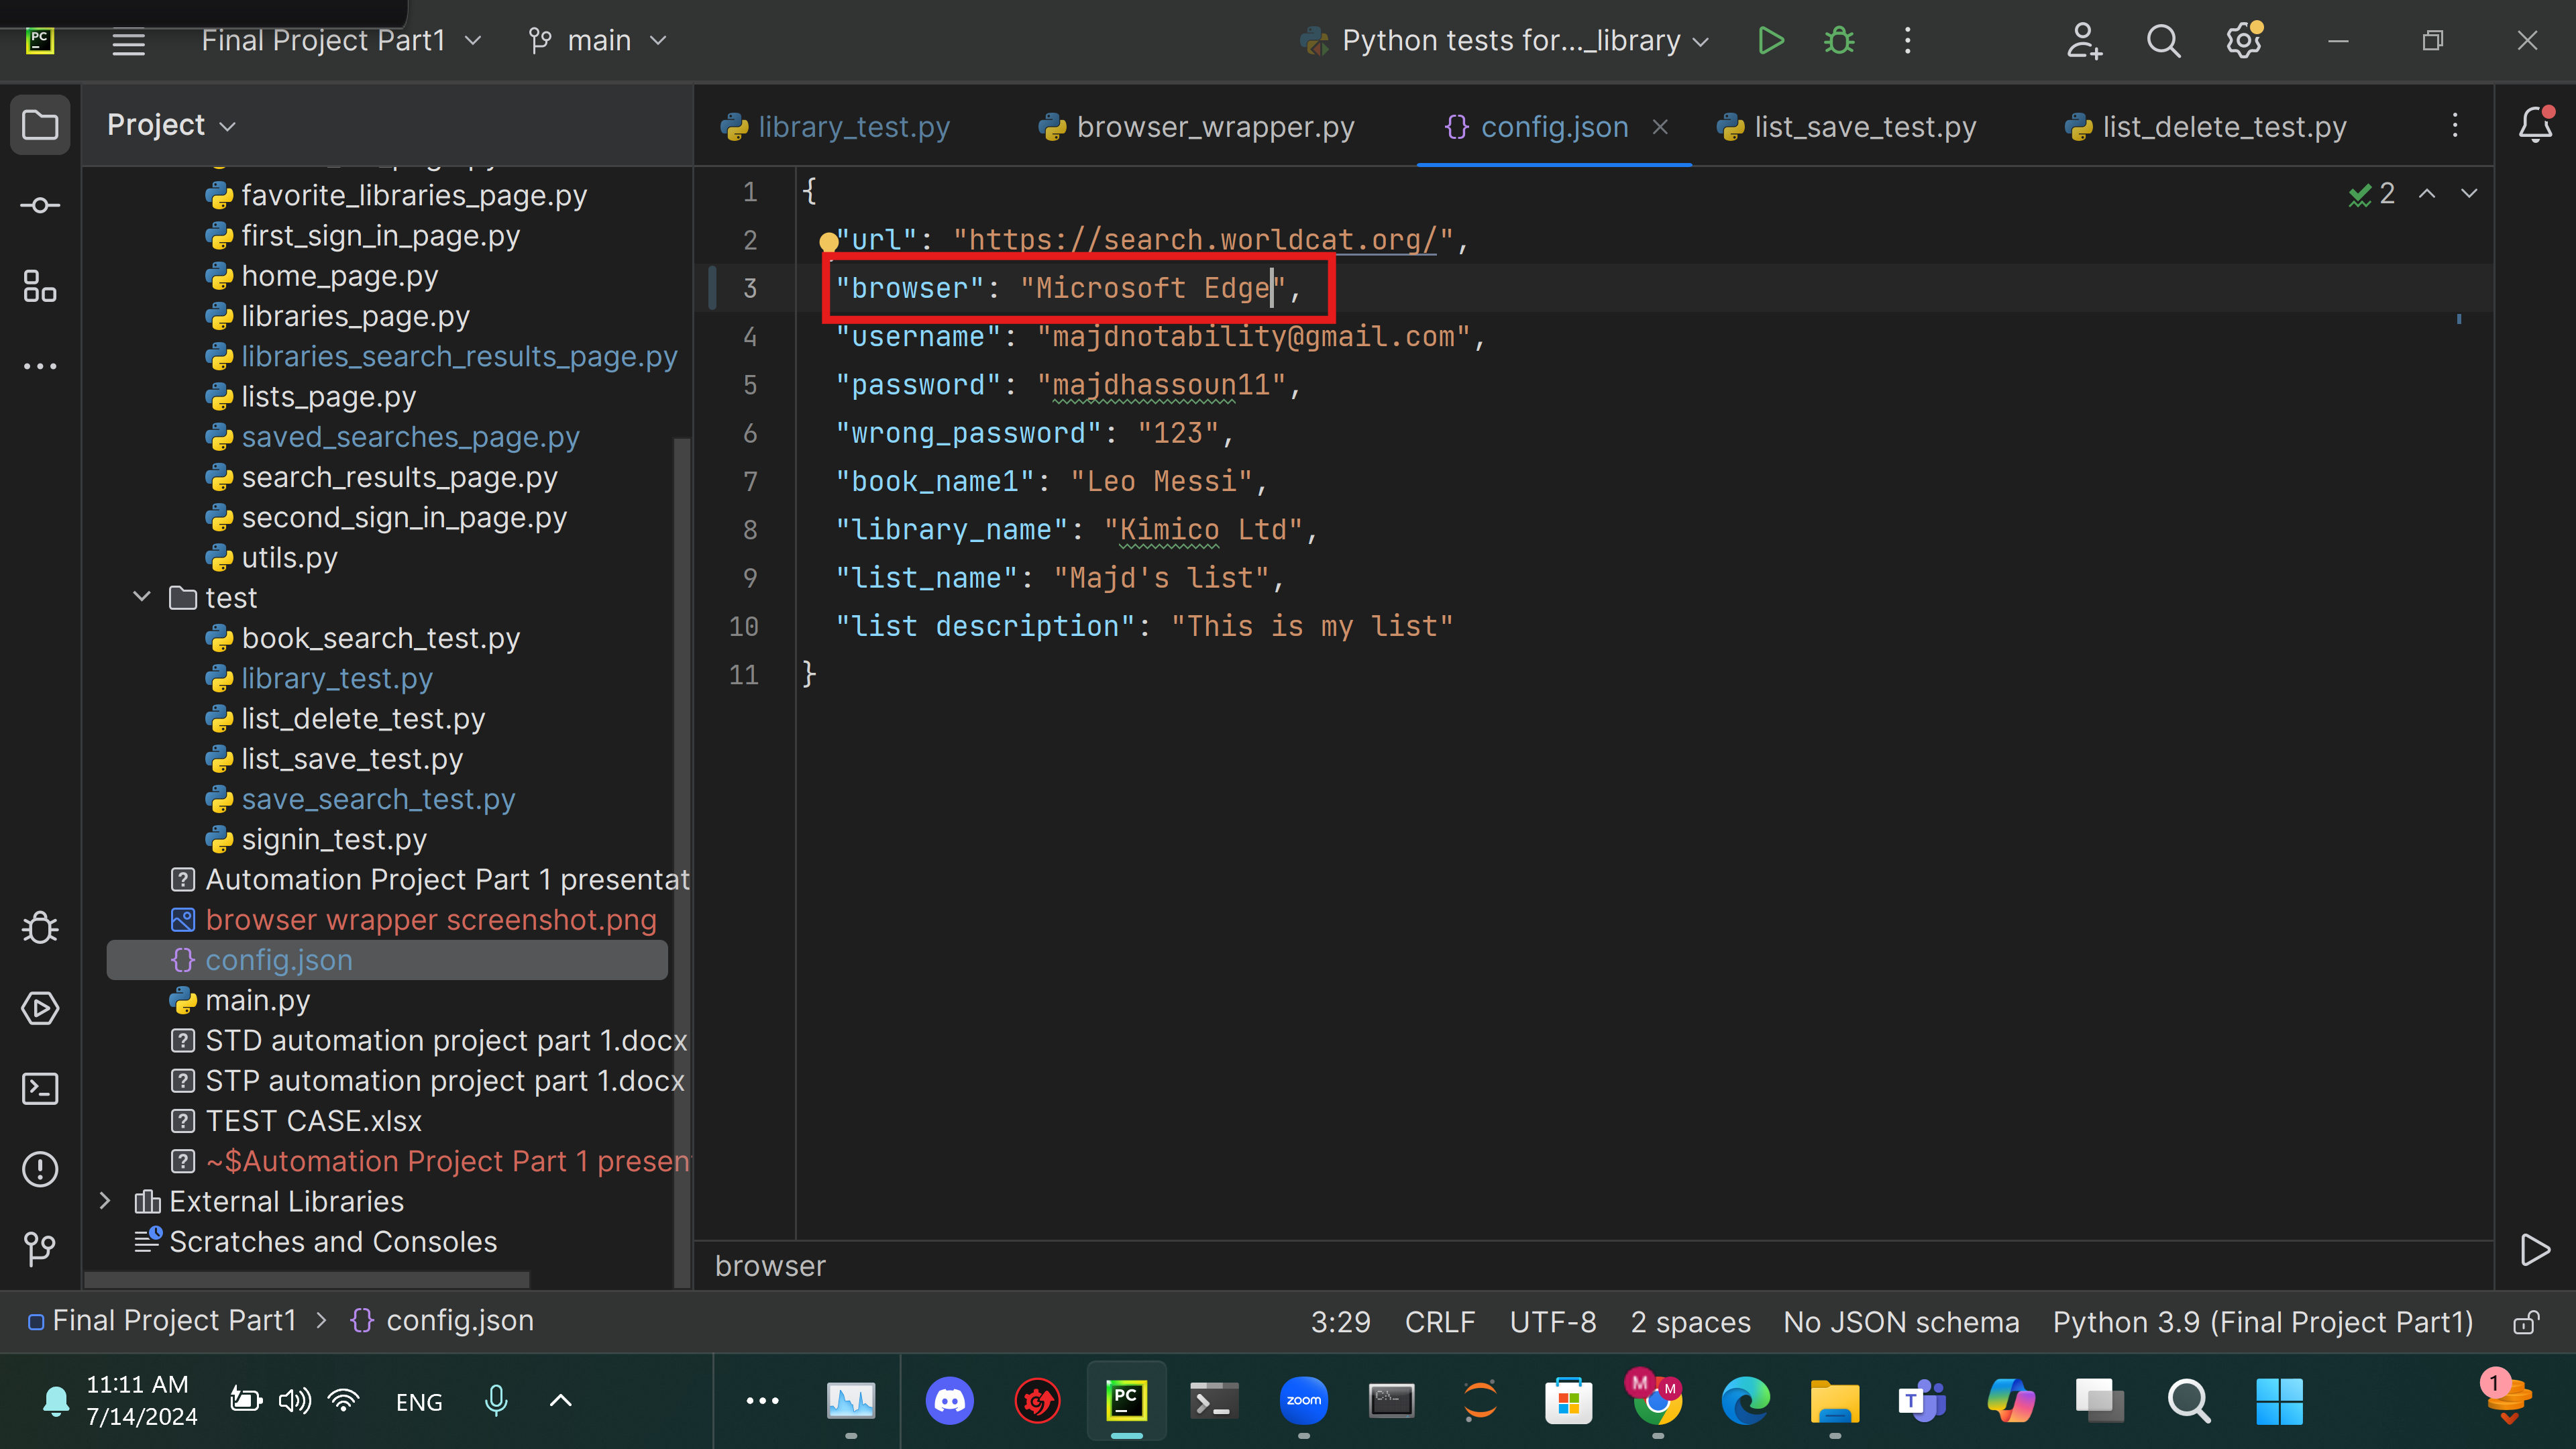 PC
Final Project Part1
main
Python tests for..._library
Project
library_test.py
browser_wrapper.py
{} config.json
list_save_test.py
list_delete_test.py
favorite_libraries_page.py
first_sign_in_page.py
home_page.py
libraries_page.py
libraries_search_results_page.py
lists_page.py
saved_searches_page.py
search_results_page.py
second_sign_in_page.py
utils.py
test
book_search_test.py
library_test.py
list_delete_test.py
list_save_test.py
save_search_test.py
signin_test.py
Automation Project Part 1 presentat
browser wrapper screenshot.png
{} config.json
main.py
STD automation project part 1.docx
STP automation project part 1.docx
TEST CASE.xlsx
~$Automation Project Part 1 presen
External Libraries
Scratches and Consoles
2
1 {
2 "url": "https://search.worldcat.org/",
3 "browser": "Microsoft Edge",
4 "username": "majdnotability@gmail.com",
5 "password": "majdhassoun11",
6 "wrong_password": "123",
7 "book_name1": "Leo Messi",
8 "library_name": "Kimico Ltd",
9 "list_name": "Majd's list",
10 "list description": "This is my list"
11 }
browser
Final Project Part1 > {} config.json
3:29 CRLF UTF-8 2 spaces No JSON schema Python 3.9 (Final Project Part1)
11:11 AM
7/14/2024
ENG
PC
zoom
M
M
T
1